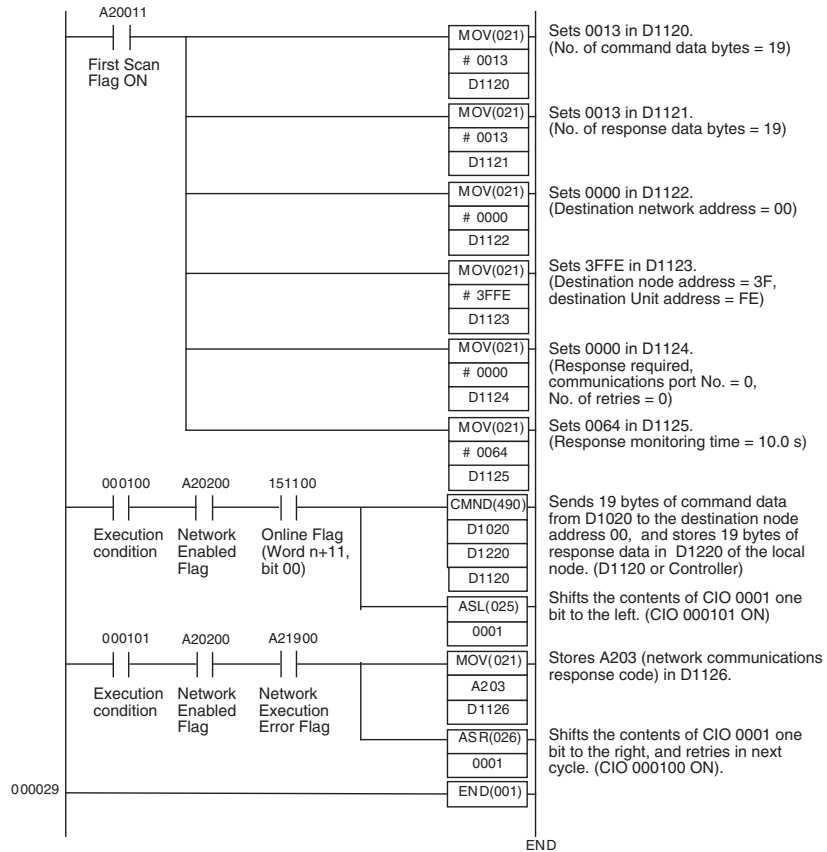 A20011
First Scan
Flag ON
MOV(021)
# 0013
D1120
Sets 0013 in D1120.
(No. of command data bytes = 19)
MOV(021)
# 0013
D1121
Sets 0013 in D1121.
(No. of response data bytes = 19)
MOV(021)
# 0000
D1122
Sets 0000 in D1122.
(Destination network address = 00)
MOV(021)
# 3FFE
D1123
Sets 3FFE in D1123.
(Destination node address = 3F,
destination Unit address = FE)
MOV(021)
# 0000
D1124
Sets 0000 in D1124.
(Response required,
communications port No. = 0,
No. of retries = 0)
MOV(021)
# 0064
D1125
Sets 0064 in D1125.
(Response monitoring time = 10.0 s)
000100 A20200 151100
Execution condition
Network Enabled Flag
Online Flag (Word n+11, bit 00)
CMND(490)
D1020
D1220
D1120
Sends 19 bytes of command data
from D1020 to the destination node
address 00, and stores 19 bytes of
response data in D1220 of the local
node. (D1120 or Controller)
ASL(025)
0001
Shifts the contents of CIO 0001 one
bit to the left. (CIO 000101 ON)
000101 A20200 A21900
Execution condition
Network Enabled Flag
Network Execution Error Flag
MOV(021)
A203
D1126
Stores A203 (network communications
response code) in D1126.
ASR(026)
0001
Shifts the contents of CIO 0001 one
bit to the right, and retries in next
cycle. (CIO 000100 ON).
000029
END(001)
END